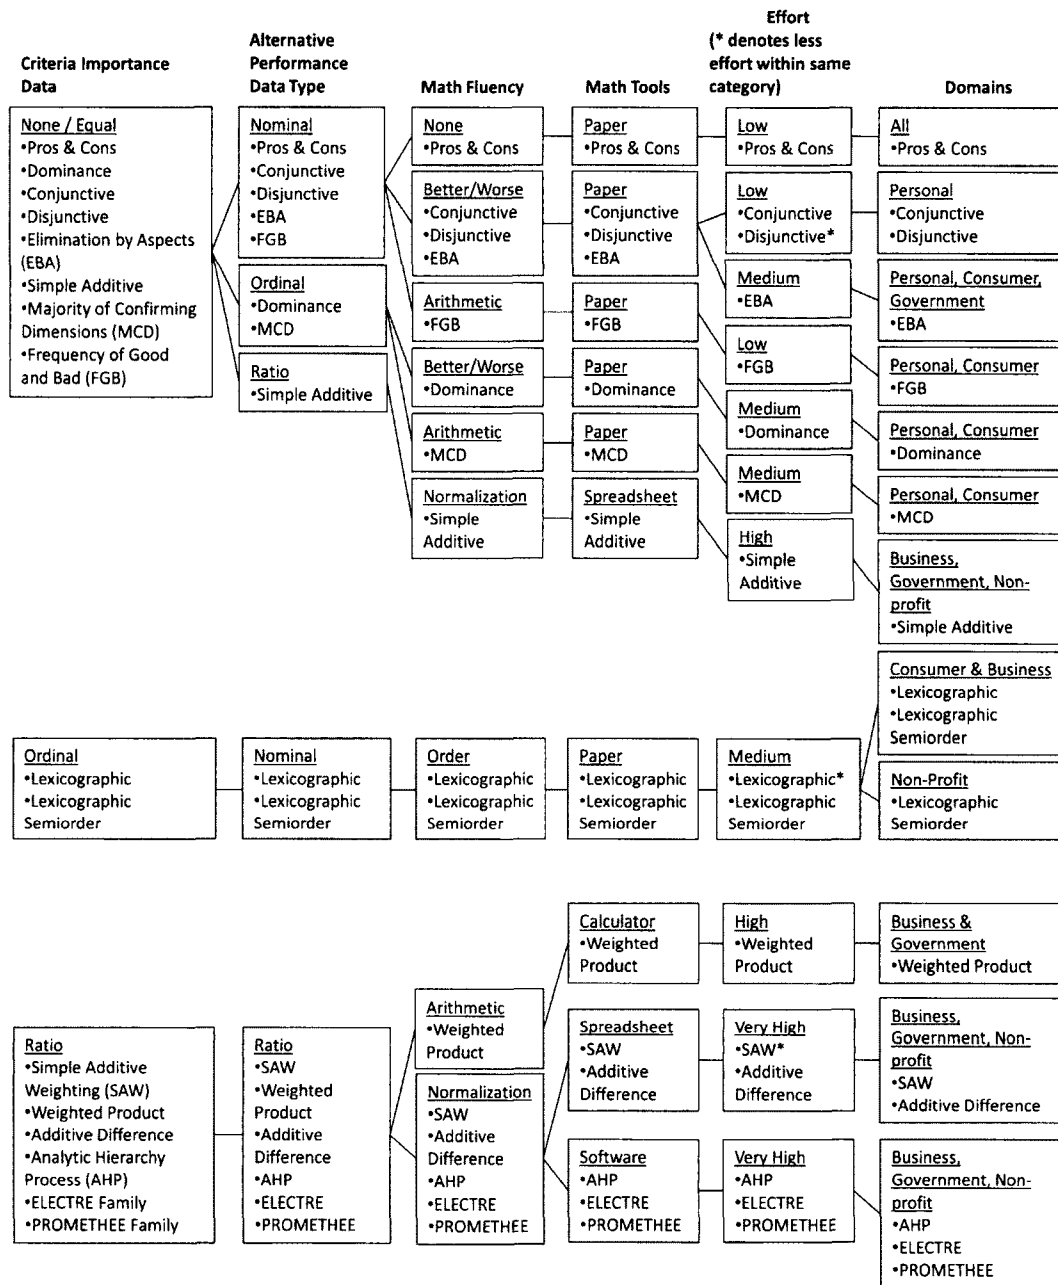 Criteria Importance
Data
Alternative
Performance
Data Type
Math Fluency
Math Tools
Effort
(* denotes less
effort within same
category)
Domains
None / Equal
•Pros & Cons
•Dominance
•Conjunctive
•Disjunctive
•Elimination by Aspects
(EBA)
•Simple Additive
•Majority of Confirming
Dimensions (MCD)
•Frequency of Good
and Bad (FGB)
Nominal
•Pros & Cons
•Conjunctive
•Disjunctive
•EBA
•FGB
Ordinal
•Dominance
•MCD
Ratio
•Simple Additive
None
•Pros & Cons
Better/Worse
•Conjunctive
•Disjunctive
•EBA
Arithmetic
•FGB
Better/Worse
•Dominance
Arithmetic
•MCD
Normalization
•Simple
Additive
Paper
•Pros & Cons
Paper
•Conjunctive
•Disjunctive
•EBA
Paper
•FGB
Paper
•Dominance
Paper
•MCD
Spreadsheet
•Simple
Additive
Low
•Pros & Cons
Low
•Conjunctive
•Disjunctive*
Medium
•EBA
Low
•FGB
Medium
•Dominance
Medium
•MCD
High
•Simple
Additive
All
•Pros & Cons
Personal
•Conjunctive
•Disjunctive
Personal, Consumer,
Government
•EBA
Personal, Consumer
•FGB
Personal, Consumer
•Dominance
Personal, Consumer
•MCD
Business,
Government, Non-
profit
•Simple Additive
Ordinal
•Lexicographic
•Lexicographic
Semiorder
Nominal
•Lexicographic
•Lexicographic
Semiorder
Order
•Lexicographic
•Lexicographic
Semiorder
Paper
•Lexicographic
•Lexicographic
Semiorder
Medium
•Lexicographic*
•Lexicographic
Semiorder
Consumer & Business
•Lexicographic
•Lexicographic
Semiorder
Non-Profit
•Lexicographic
Semiorder
Ratio
•Simple Additive
Weighting (SAW)
•Weighted Product
•Additive Difference
•Analytic Hierarchy
Process (AHP)
•ELECTRE Family
•PROMETHEE Family
Ratio
•SAW
•Weighted
Product
•Additive
Difference
•AHP
•ELECTRE
•PROMETHEE
Arithmetic
•Weighted
Product
Normalization
•SAW
•Additive
Difference
•AHP
•ELECTRE
•PROMETHEE
Calculator
•Weighted
Product
Spreadsheet
•SAW
•Additive
Difference
Software
•AHP
•ELECTRE
•PROMETHEE
High
•Weighted
Product
Very High
•SAW*
•Additive
Difference
Very High
•AHP
•ELECTRE
•PROMETHEE
Business &
Government
•Weighted Product
Business,
Government, Non-
profit
•SAW
•Additive Difference
Business,
Government, Non-
profit
•AHP
•ELECTRE
•PROMETHEE